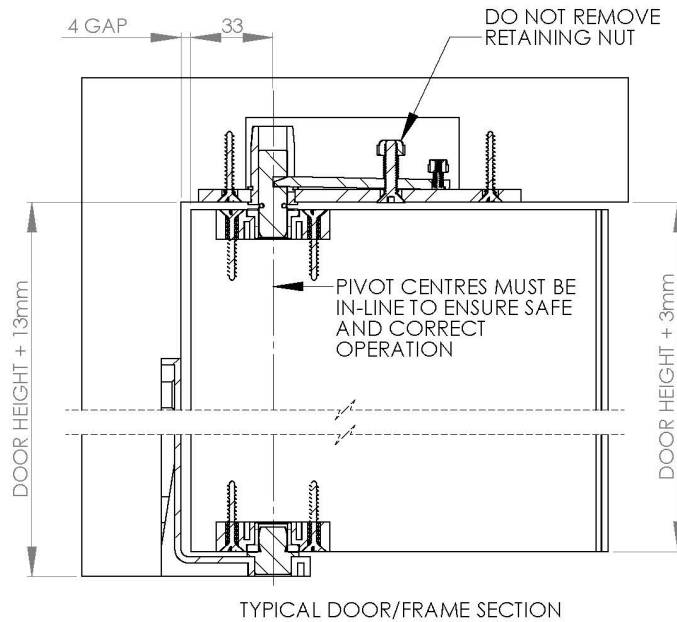 4 GAP
33
DO NOT REMOVE
RETAINING NUT
DOOR HEIGHT + 13mm
PIVOT CENTRES MUST BE
IN-LINE TO ENSURE SAFE
AND CORRECT
OPERATION
DOOR HEIGHT + 3mm
TYPICAL DOOR/FRAME SECTION